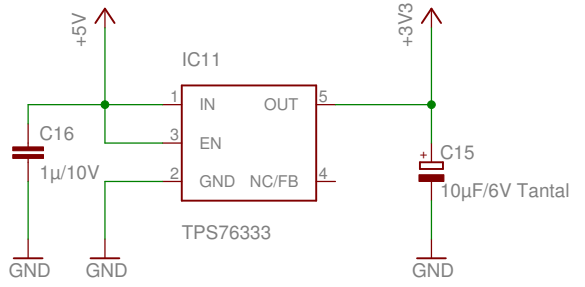 +5V
+3V3
IC11
1 IN OUT 5
C16
3 EN
C15
1µ/10V
2 GND NC/FB 4
+
10µF/6V Tantal
TPS76333
GND GND GND